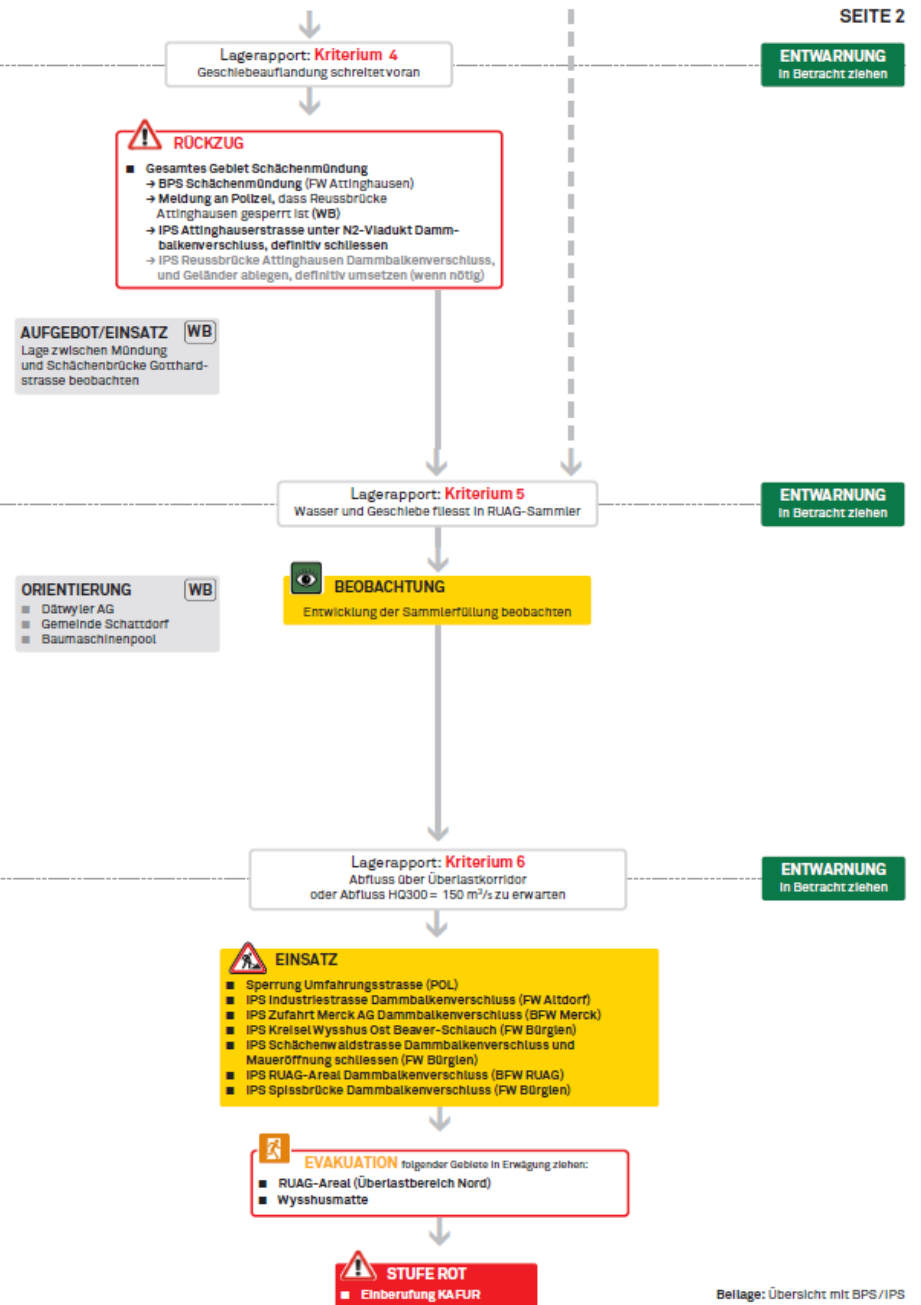 SEITE 2
Lagerapport: Kriterium 4
Geschiebeauflandung schreitet voran
ENTWARNUNG
In Betracht ziehen
RÜCKZUG
■ Gesamtes Gebiet Schächenmündung
→ BPS Schächenmündung (FW Attinghausen)
→ Meldung an Polizei, dass Reussbrücke
Attinghausen gesperrt ist (WB)
→ IPS Attinghauserstrasse unter N2-Viadukt Damm-
balkenverschluss, definitiv schliessen
→ IPS Reussbrücke Attinghausen Dammbalkenverschluss,
und Geländer ablegen, definitiv umsetzen (wenn nötig)
AUFGEBOT/EINSATZ WB
Lage zwischen Mündung
und Schächenbrücke Gotthard-
strasse beobachten
Lagerapport: Kriterium 5
Wasser und Geschiebe fliesst in RUAG-Sammler
ENTWARNUNG
In Betracht ziehen
ORIENTIERUNG WB
■ Dätwyler AG
■ Gemeinde Schattdorf
■ Baumaschinenpool
BEOBACHTUNG
Entwicklung der Sammlerfüllung beobachten
Lagerapport: Kriterium 6
Abfluss über Überlastkorridor
oder Abfluss HQ300 = 150 m³/s zu erwarten
ENTWARNUNG
In Betracht ziehen
EINSATZ
■ Sperrung Umfahrungsstrasse (POL)
■ IPS Industriestrasse Dammbalkenverschluss (FW Altdorf)
■ IPS Zufahrt Merck AG Dammbalkenverschluss (BFW Merck)
■ IPS Kreisel Wysshus Ost Beaver-Schlauch (FW Bürglen)
■ IPS Schächenwaldstrasse Dammbalkenverschluss und
Maueröffnung schliessen (FW Bürglen)
■ IPS RUAG-Areal Dammbalkenverschluss (BFW RUAG)
■ IPS Spissbrücke Dammbalkenverschluss (FW Bürglen)
EVAKUATION folgender Gebiete in Erwägung ziehen:
■ RUAG-Areal (Überlastbereich Nord)
■ Wysshusmatte
STUFE ROT
■ Einberufung KAFUR
Beilage: Übersicht mit BPS/IPS